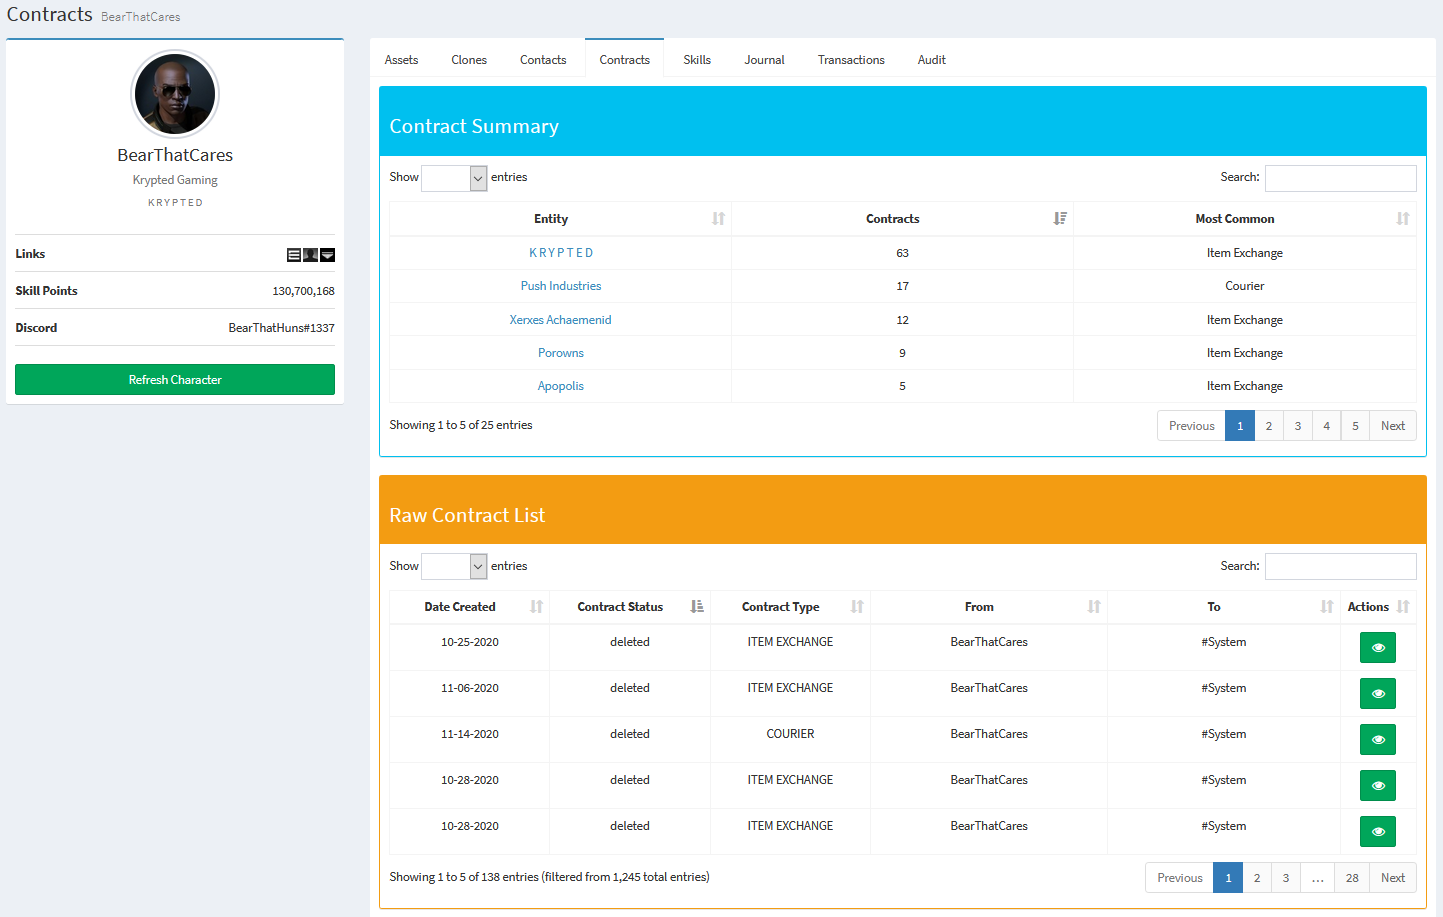 Contracts BearThatCares
BearThatCares
Krypted Gaming
KRYPTED
Links
Skill Points 130,700,168
Discord BearThatHuns#1337
Refresh Character
Assets Clones Contacts Contracts Skills Journal Transactions Audit
Contract Summary
Show entries Search:
Entity Contracts Most Common
K R Y P T E D 63 Item Exchange
Push Industries 17 Courier
Xerxes Achaemenid 12 Item Exchange
Porowns 9 Item Exchange
Apopolis 5 Item Exchange
Showing 1 to 5 of 25 entries Previous 1 2 3 4 5 Next
Raw Contract List
Show entries Search:
Date Created Contract Status Contract Type From To Actions
10-25-2020 deleted ITEM EXCHANGE BearThatCares #System
11-06-2020 deleted ITEM EXCHANGE BearThatCares #System
11-14-2020 deleted COURIER BearThatCares #System
10-28-2020 deleted ITEM EXCHANGE BearThatCares #System
10-28-2020 deleted ITEM EXCHANGE BearThatCares #System
Showing 1 to 5 of 138 entries (filtered from 1,245 total entries) Previous 1 2 3 … 28 Next